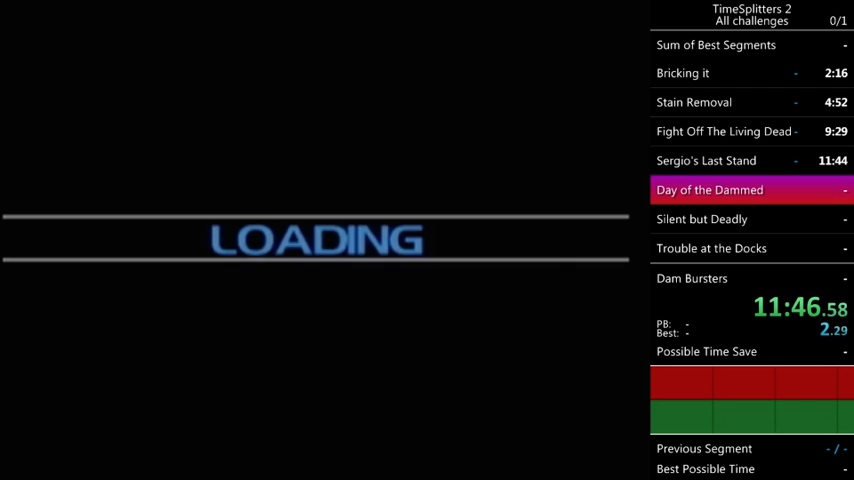 LOADING
TimeSplitters 2
All challenges 0/1
Sum of Best Segments -
Bricking it - 2:16
Stain Removal - 4:52
Fight Off The Living Dead - 9:29
Sergio's Last Stand - 11:44
Day of the Dammed -
Silent but Deadly -
Trouble at the Docks -
Dam Bursters -
11:46.58
PB: -
Best: - 2.29
Possible Time Save -
Previous Segment - / -
Best Possible Time -